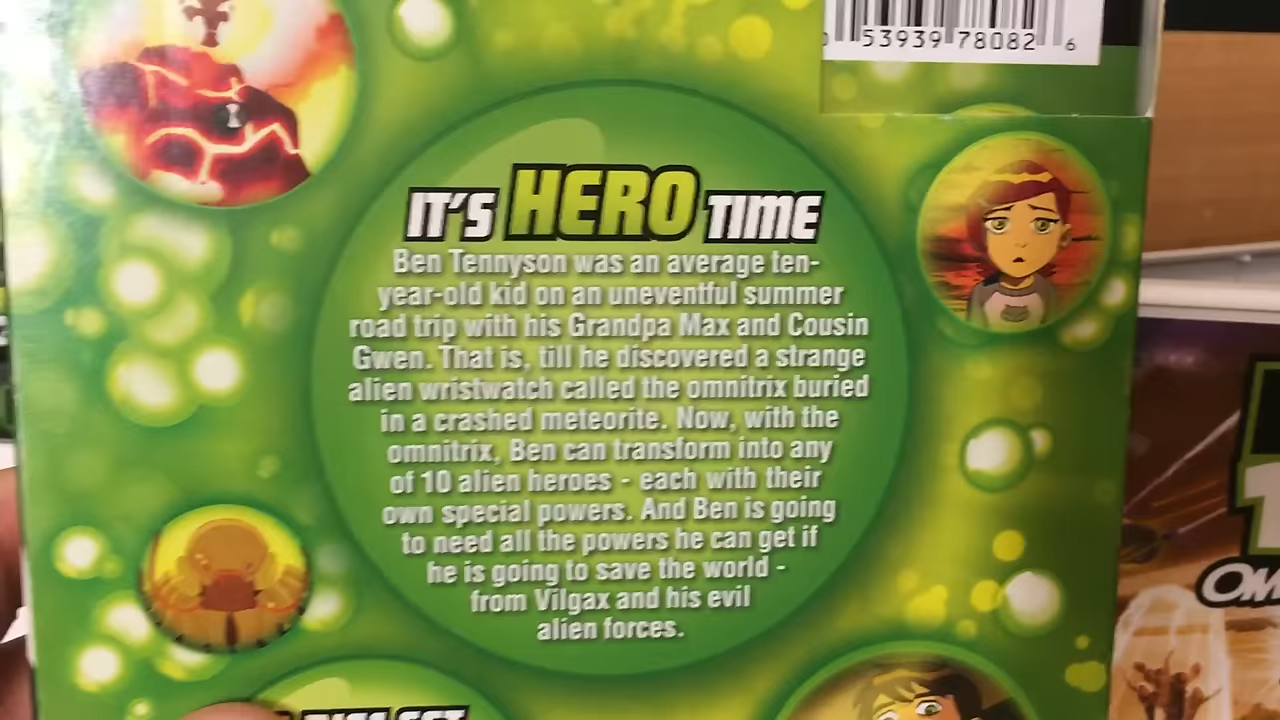 53939 78082 6
IT'S HERO TIME
Ben Tennyson was an average ten-
year-old kid on an uneventful summer
road trip with his Grandpa Max and Cousin
Gwen. That is, till he discovered a strange
alien wristwatch called the omnitrix buried
in a crashed meteorite. Now, with the
omnitrix, Ben can transform into any
of 10 alien heroes - each with their
own special powers. And Ben is going
to need all the powers he can get if
he is going to save the world -
from Vilgax and his evil
alien forces.